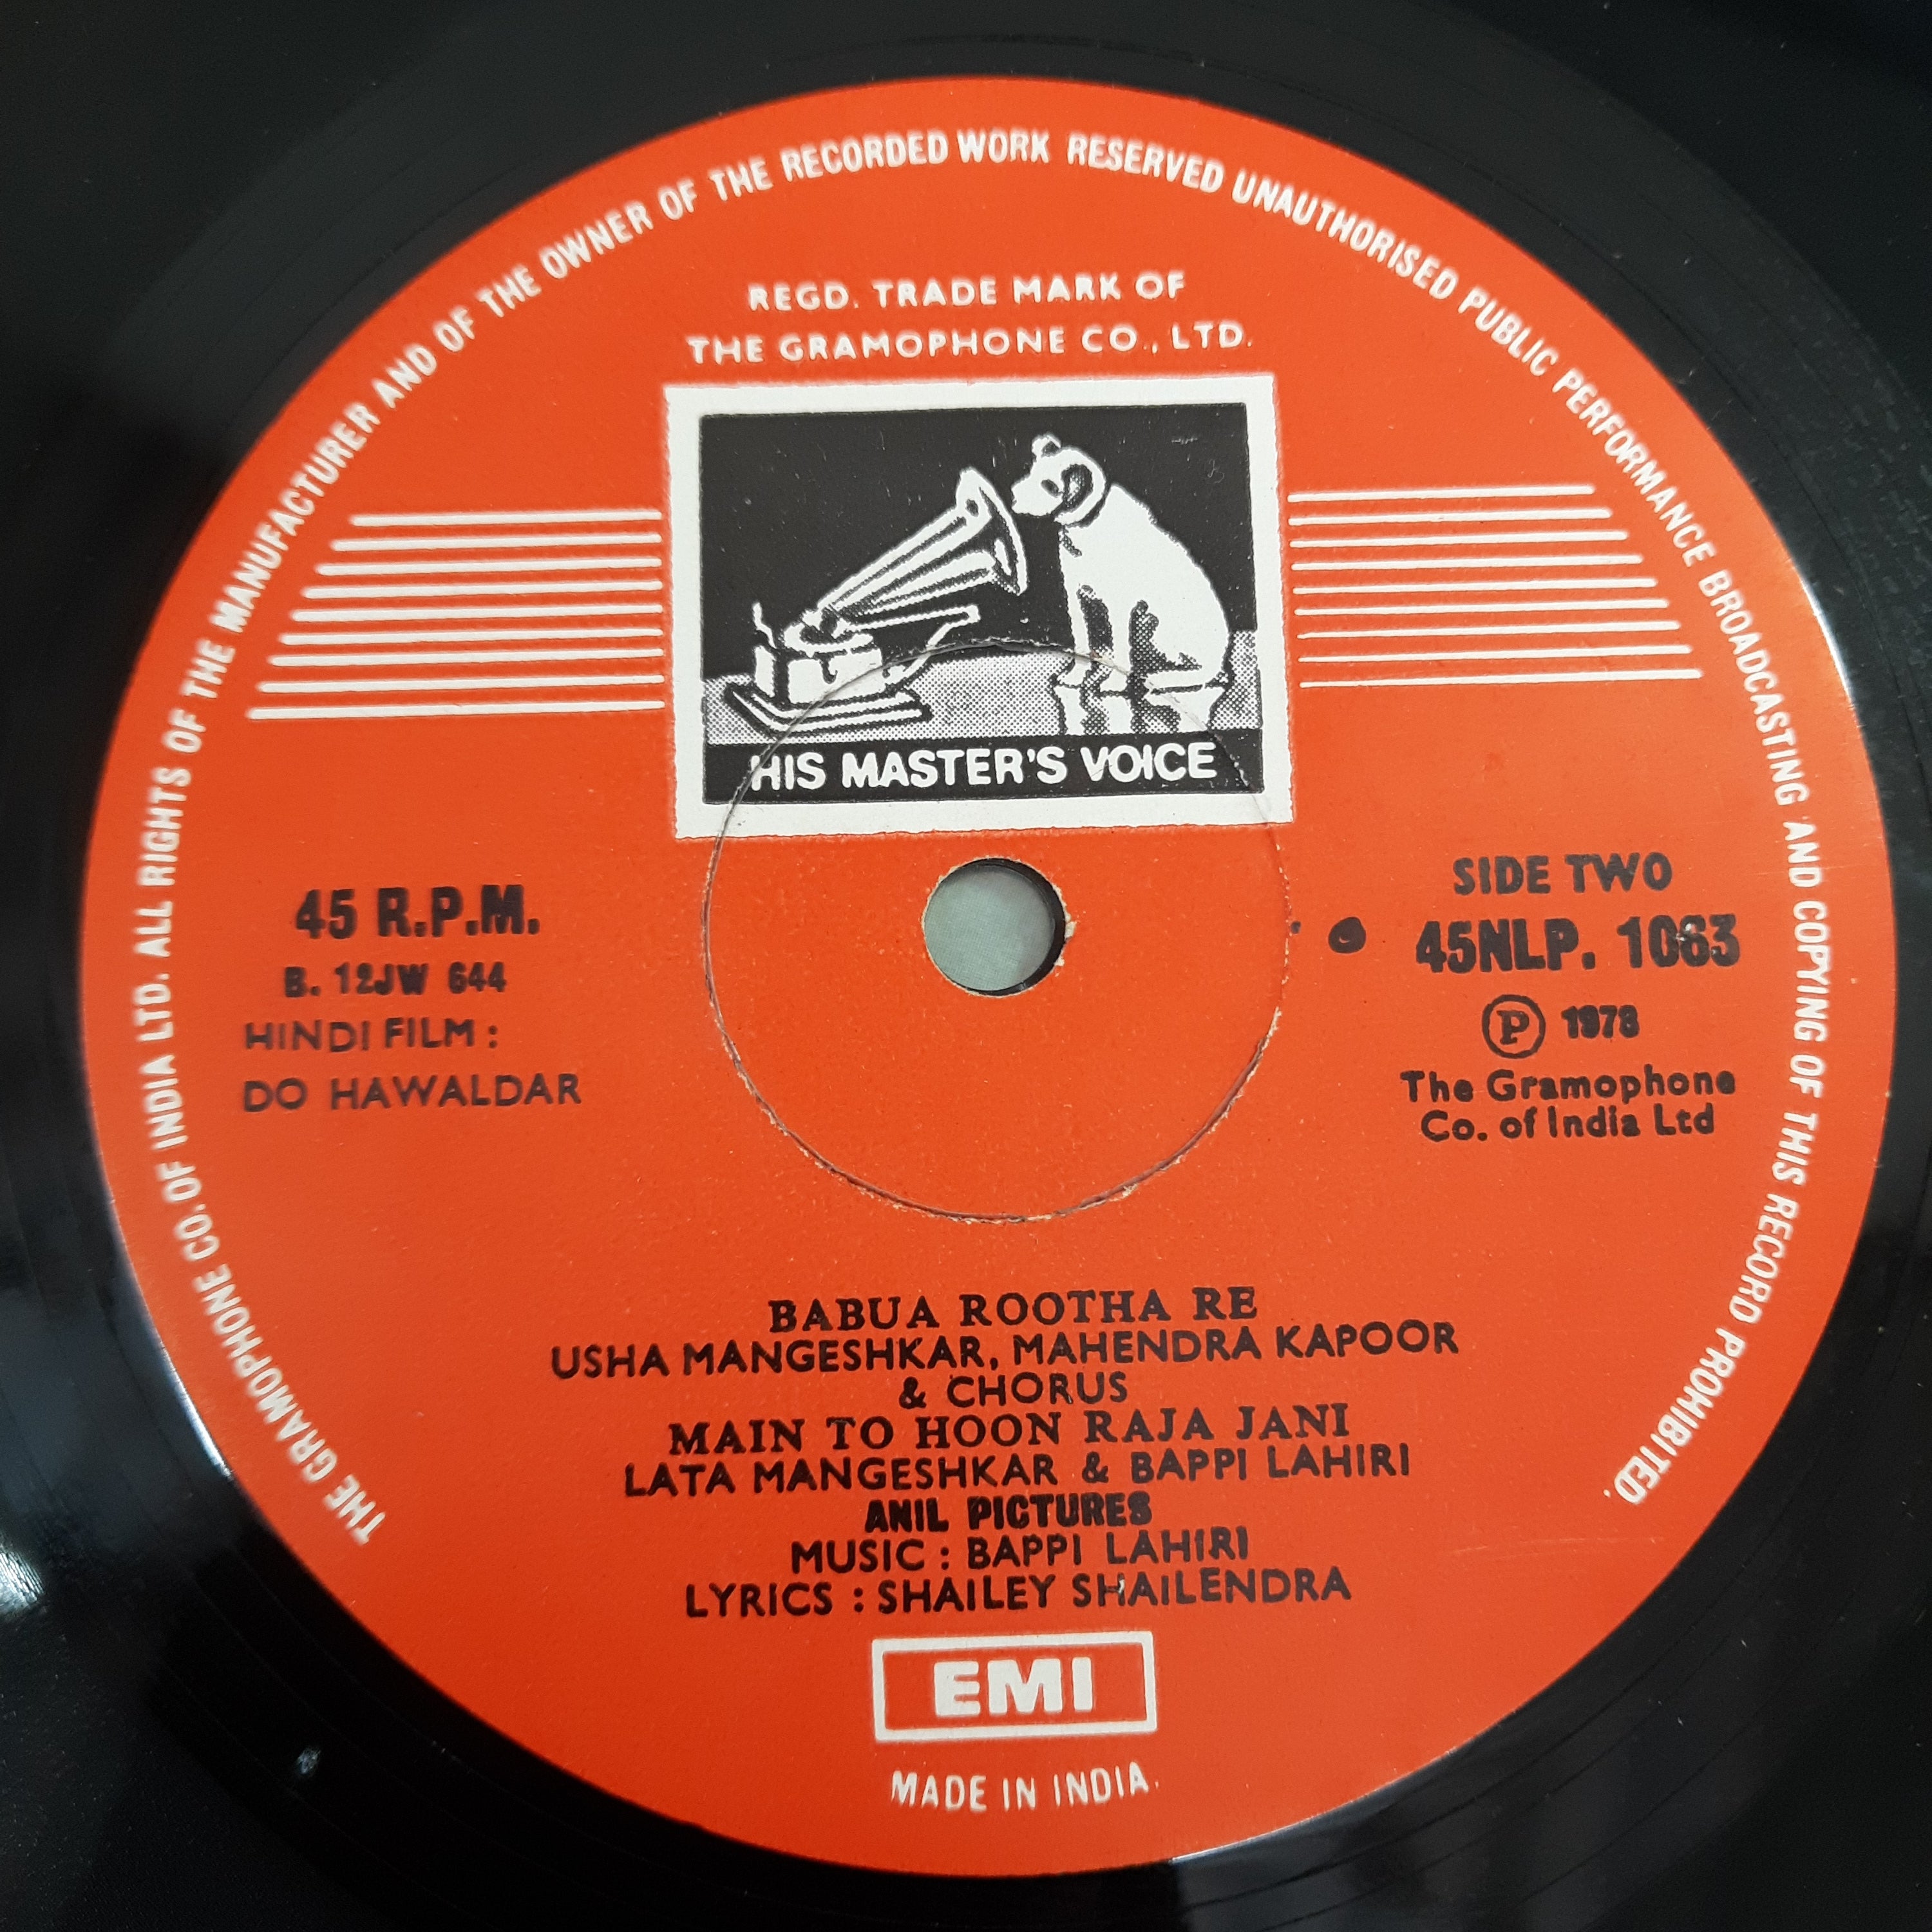 THE GRAMOPHONE CO. OF INDIA LTD. ALL RIGHTS OF THE MANUFACTURER AND OF THE OWNER OF THE RECORDED WORK RESERVED UNAUTHORISED PUBLIC PERFORMANCE BROADCASTING AND COPYING OF THIS RECORD PROHIBITED.
REGD. TRADE MARK OF
THE GRAMOPHONE CO., LTD.
HIS MASTER'S VOICE
45 R.P.M.
B. 12JW 644
HINDI FILM :
DO HAWALDAR
SIDE TWO
45NLP. 1063
Ⓟ 1978
The Gramophone
Co. of India Ltd
BABUA ROOTHA RE
USHA MANGESHKAR, MAHENDRA KAPOOR
& CHORUS
MAIN TO HOON RAJA JANI
LATA MANGESHKAR & BAPPI LAHIRI
ANIL PICTURES
MUSIC : BAPPI LAHIRI
LYRICS : SHAILEY SHAILENDRA
EMI
MADE IN INDIA.